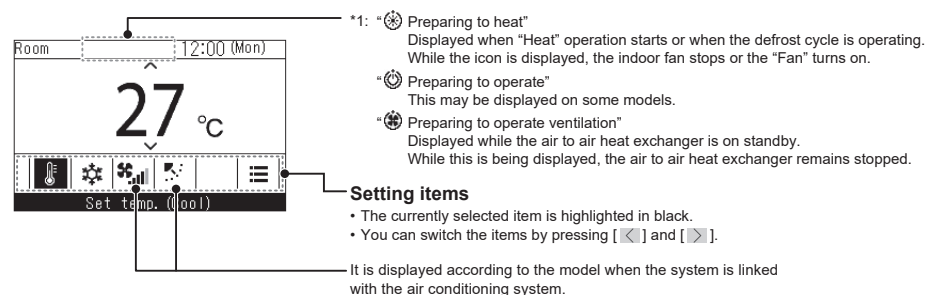 *1: “ Preparing to heat”
Displayed when “Heat” operation starts or when the defrost cycle is operating.
While the icon is displayed, the indoor fan stops or the “Fan” turns on.
“ Preparing to operate”
This may be displayed on some models.
“ Preparing to operate ventilation”
Displayed while the air to air heat exchanger is on standby.
While this is being displayed, the air to air heat exchanger remains stopped.
Room 12:00 (Mon)
27 °C
Set temp. (Cool)
Setting items
• The currently selected item is highlighted in black.
• You can switch the items by pressing [ < ] and [ > ].
It is displayed according to the model when the system is linked
with the air conditioning system.